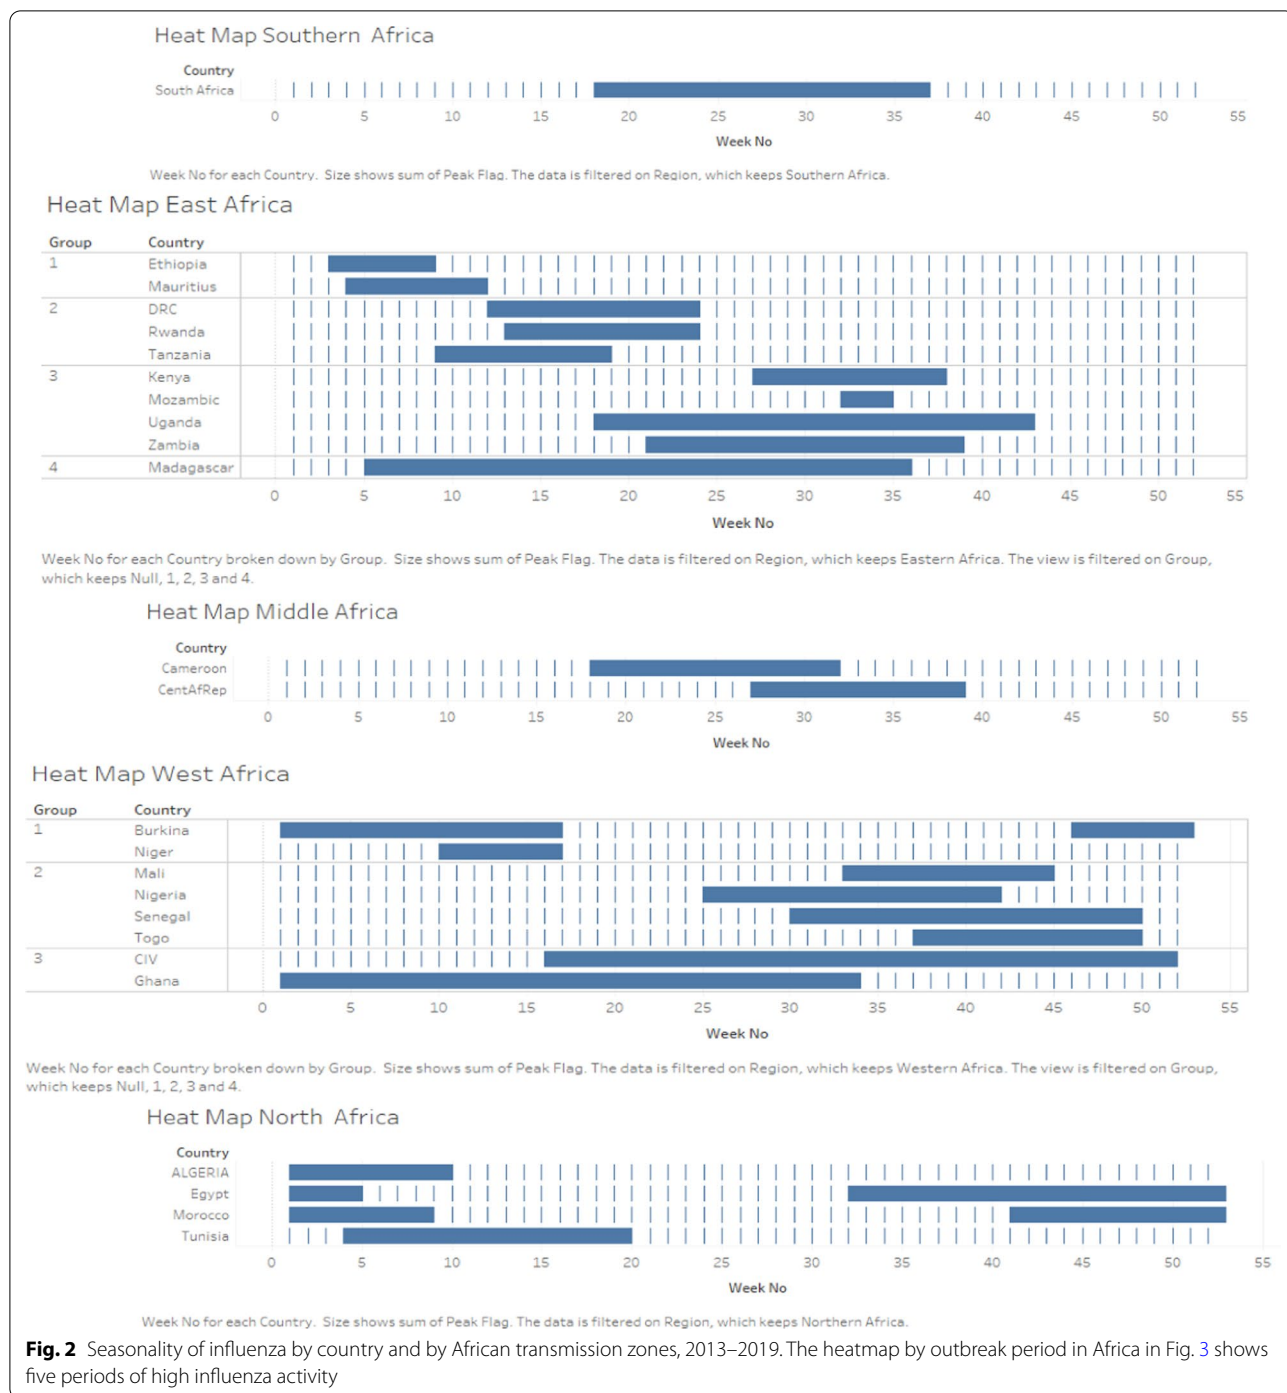 Heat Map Southern Africa
Country
South Africa
0 5 10 15 20 25 30 35 40 45 50 55
Week No
Week No for each Country. Size shows sum of Peak Flag. The data is filtered on Region, which keeps Southern Africa.
Heat Map East Africa
Group Country
1 Ethiopia
Mauritius
2 DRC
Rwanda
Tanzania
3 Kenya
Mozambic
Uganda
Zambia
4 Madagascar
0 5 10 15 20 25 30 35 40 45 50 55
Week No
Week No for each Country broken down by Group. Size shows sum of Peak Flag. The data is filtered on Region, which keeps Eastern Africa. The view is filtered on Group,
which keeps Null, 1, 2, 3 and 4.
Heat Map Middle Africa
Country
Cameroon
CentAfRep
0 5 10 15 20 25 30 35 40 45 50 55
Week No
Heat Map West Africa
Group Country
1 Burkina
Niger
2 Mali
Nigeria
Senegal
Togo
3 CIV
Ghana
0 5 10 15 20 25 30 35 40 45 50 55
Week No
Week No for each Country broken down by Group. Size shows sum of Peak Flag. The data is filtered on Region, which keeps Western Africa. The view is filtered on Group,
which keeps Null, 1, 2, 3 and 4.
Heat Map North Africa
Country
ALGERIA
Egypt
Morocco
Tunisia
0 5 10 15 20 25 30 35 40 45 50 55
Week No
Week No for each Country. Size shows sum of Peak Flag. The data is filtered on Region, which keeps Northern Africa.
Fig. 2 Seasonality of influenza by country and by African transmission zones, 2013–2019. The heatmap by outbreak period in Africa in Fig. 3 shows
five periods of high influenza activity